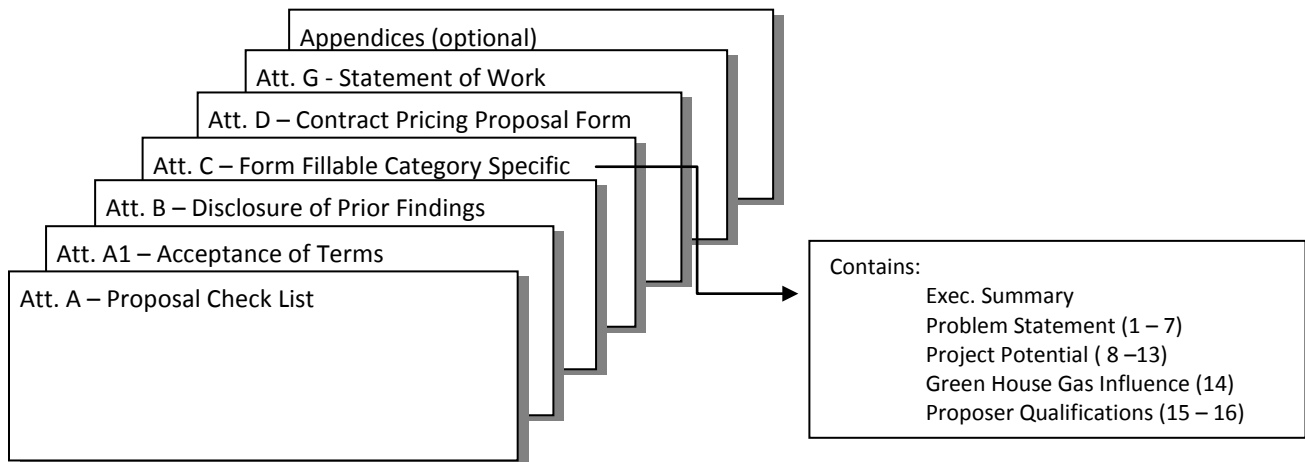 Appendices (optional)
Att. G - Statement of Work
Att. D – Contract Pricing Proposal Form
Att. C – Form Fillable Category Specific
Att. B – Disclosure of Prior Findings
Att. A1 – Acceptance of Terms
Att. A – Proposal Check List
Contains:
Exec. Summary
Problem Statement (1 – 7)
Project Potential ( 8 –13)
Green House Gas Influence (14)
Proposer Qualifications (15 – 16)